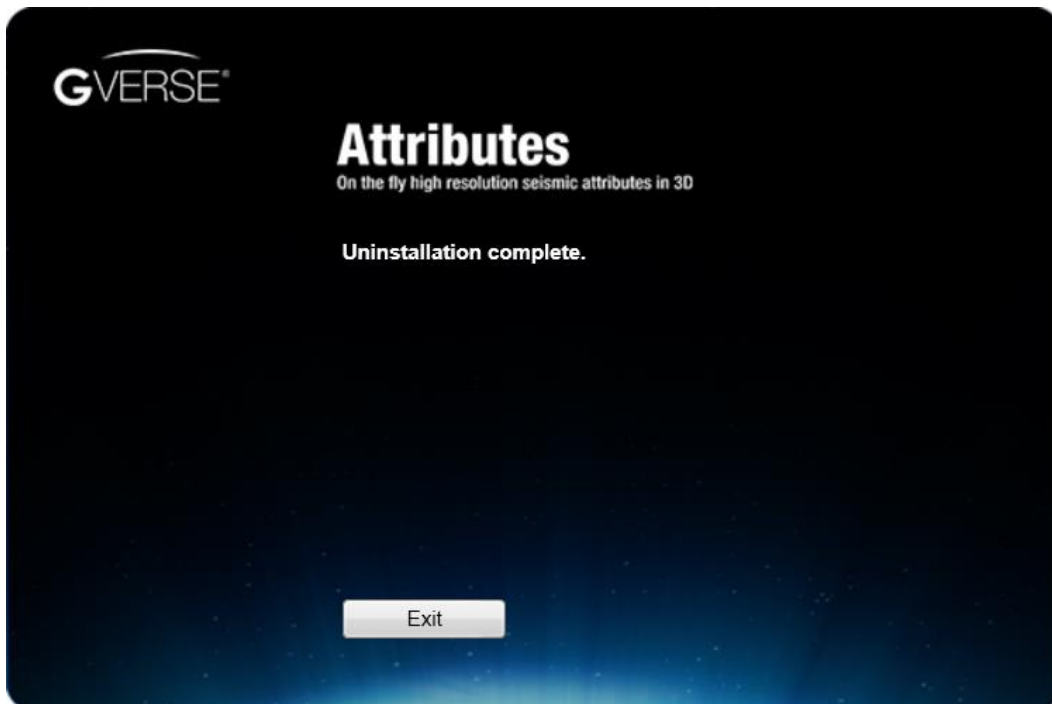 GVERSE®
Attributes
On the fly high resolution seismic attributes in 3D
Uninstallation complete.
Exit